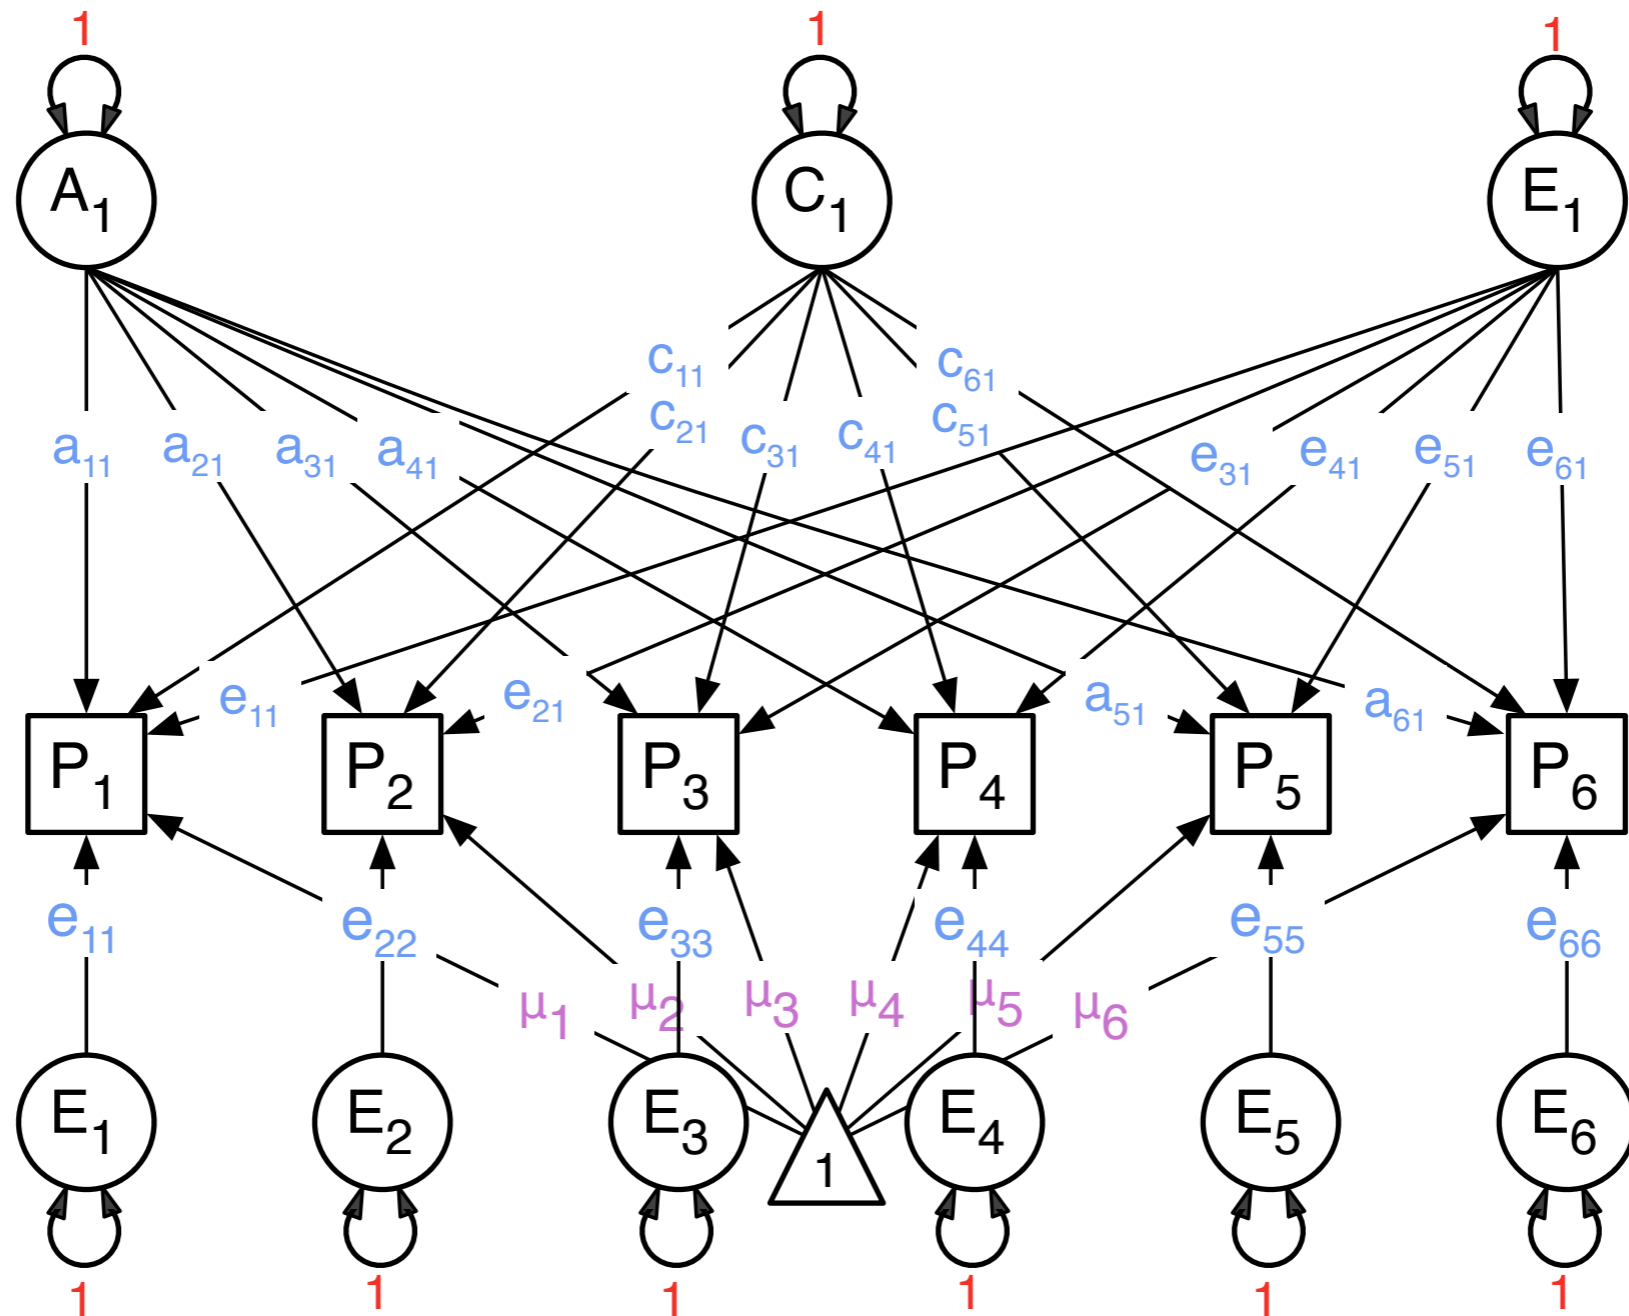 1 1 1
A₁ C₁ E₁
c₁₁ c₆₁
c₂₁ c₅₁
a₁₁ a₂₁ a₃₁ a₄₁ c₃₁ c₄₁ e₃₁ e₄₁ e₅₁ e₆₁
e₁₁ e₂₁ a₅₁ a₆₁
P₁ P₂ P₃ P₄ P₅ P₆
e₁₁ e₂₂ e₃₃ e₄₄ e₅₅ e₆₆
μ₁ μ₂ μ₃ μ₄ μ₅ μ₆
E₁ E₂ E₃ 1 E₄ E₅ E₆
1 1 1 1 1 1